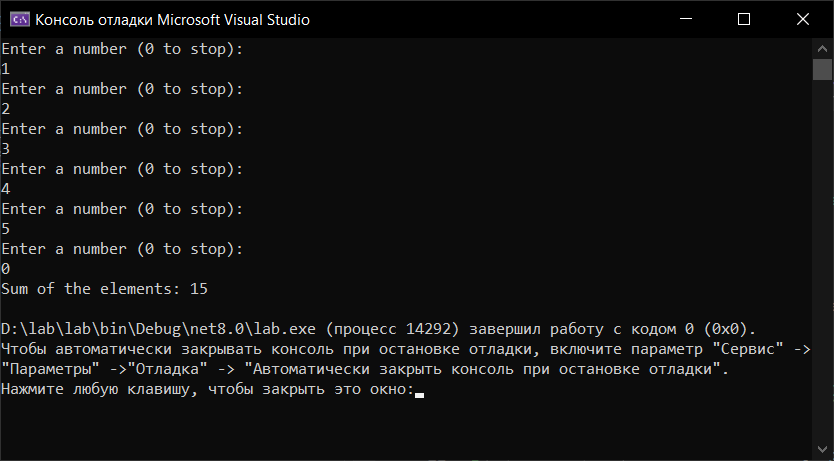 Консоль отладки Microsoft Visual Studio
Enter a number (0 to stop):
1
Enter a number (0 to stop):
2
Enter a number (0 to stop):
3
Enter a number (0 to stop):
4
Enter a number (0 to stop):
5
Enter a number (0 to stop):
0
Sum of the elements: 15
D:\lab\lab\bin\Debug\net8.0\lab.exe (процесс 14292) завершил работу с кодом 0 (0x0).
Чтобы автоматически закрывать консоль при остановке отладки, включите параметр "Сервис" ->
"Параметры" ->"Отладка" -> "Автоматически закрыть консоль при остановке отладки".
Нажмите любую клавишу, чтобы закрыть это окно: